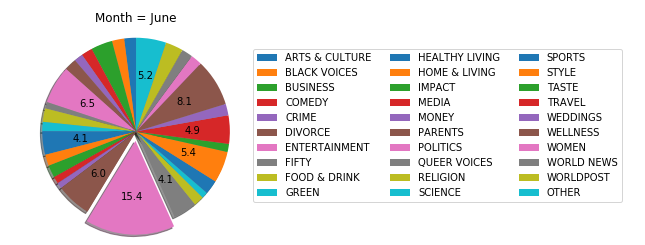 Month = June
5.2
8.1
6.5
4.9
4.1
5.4
6.0
4.1
15.4
ARTS & CULTURE HEALTHY LIVING SPORTS
BLACK VOICES HOME & LIVING STYLE
BUSINESS IMPACT TASTE
COMEDY MEDIA TRAVEL
CRIME MONEY WEDDINGS
DIVORCE PARENTS WELLNESS
ENTERTAINMENT POLITICS WOMEN
FIFTY QUEER VOICES WORLD NEWS
FOOD & DRINK RELIGION WORLDPOST
GREEN SCIENCE OTHER